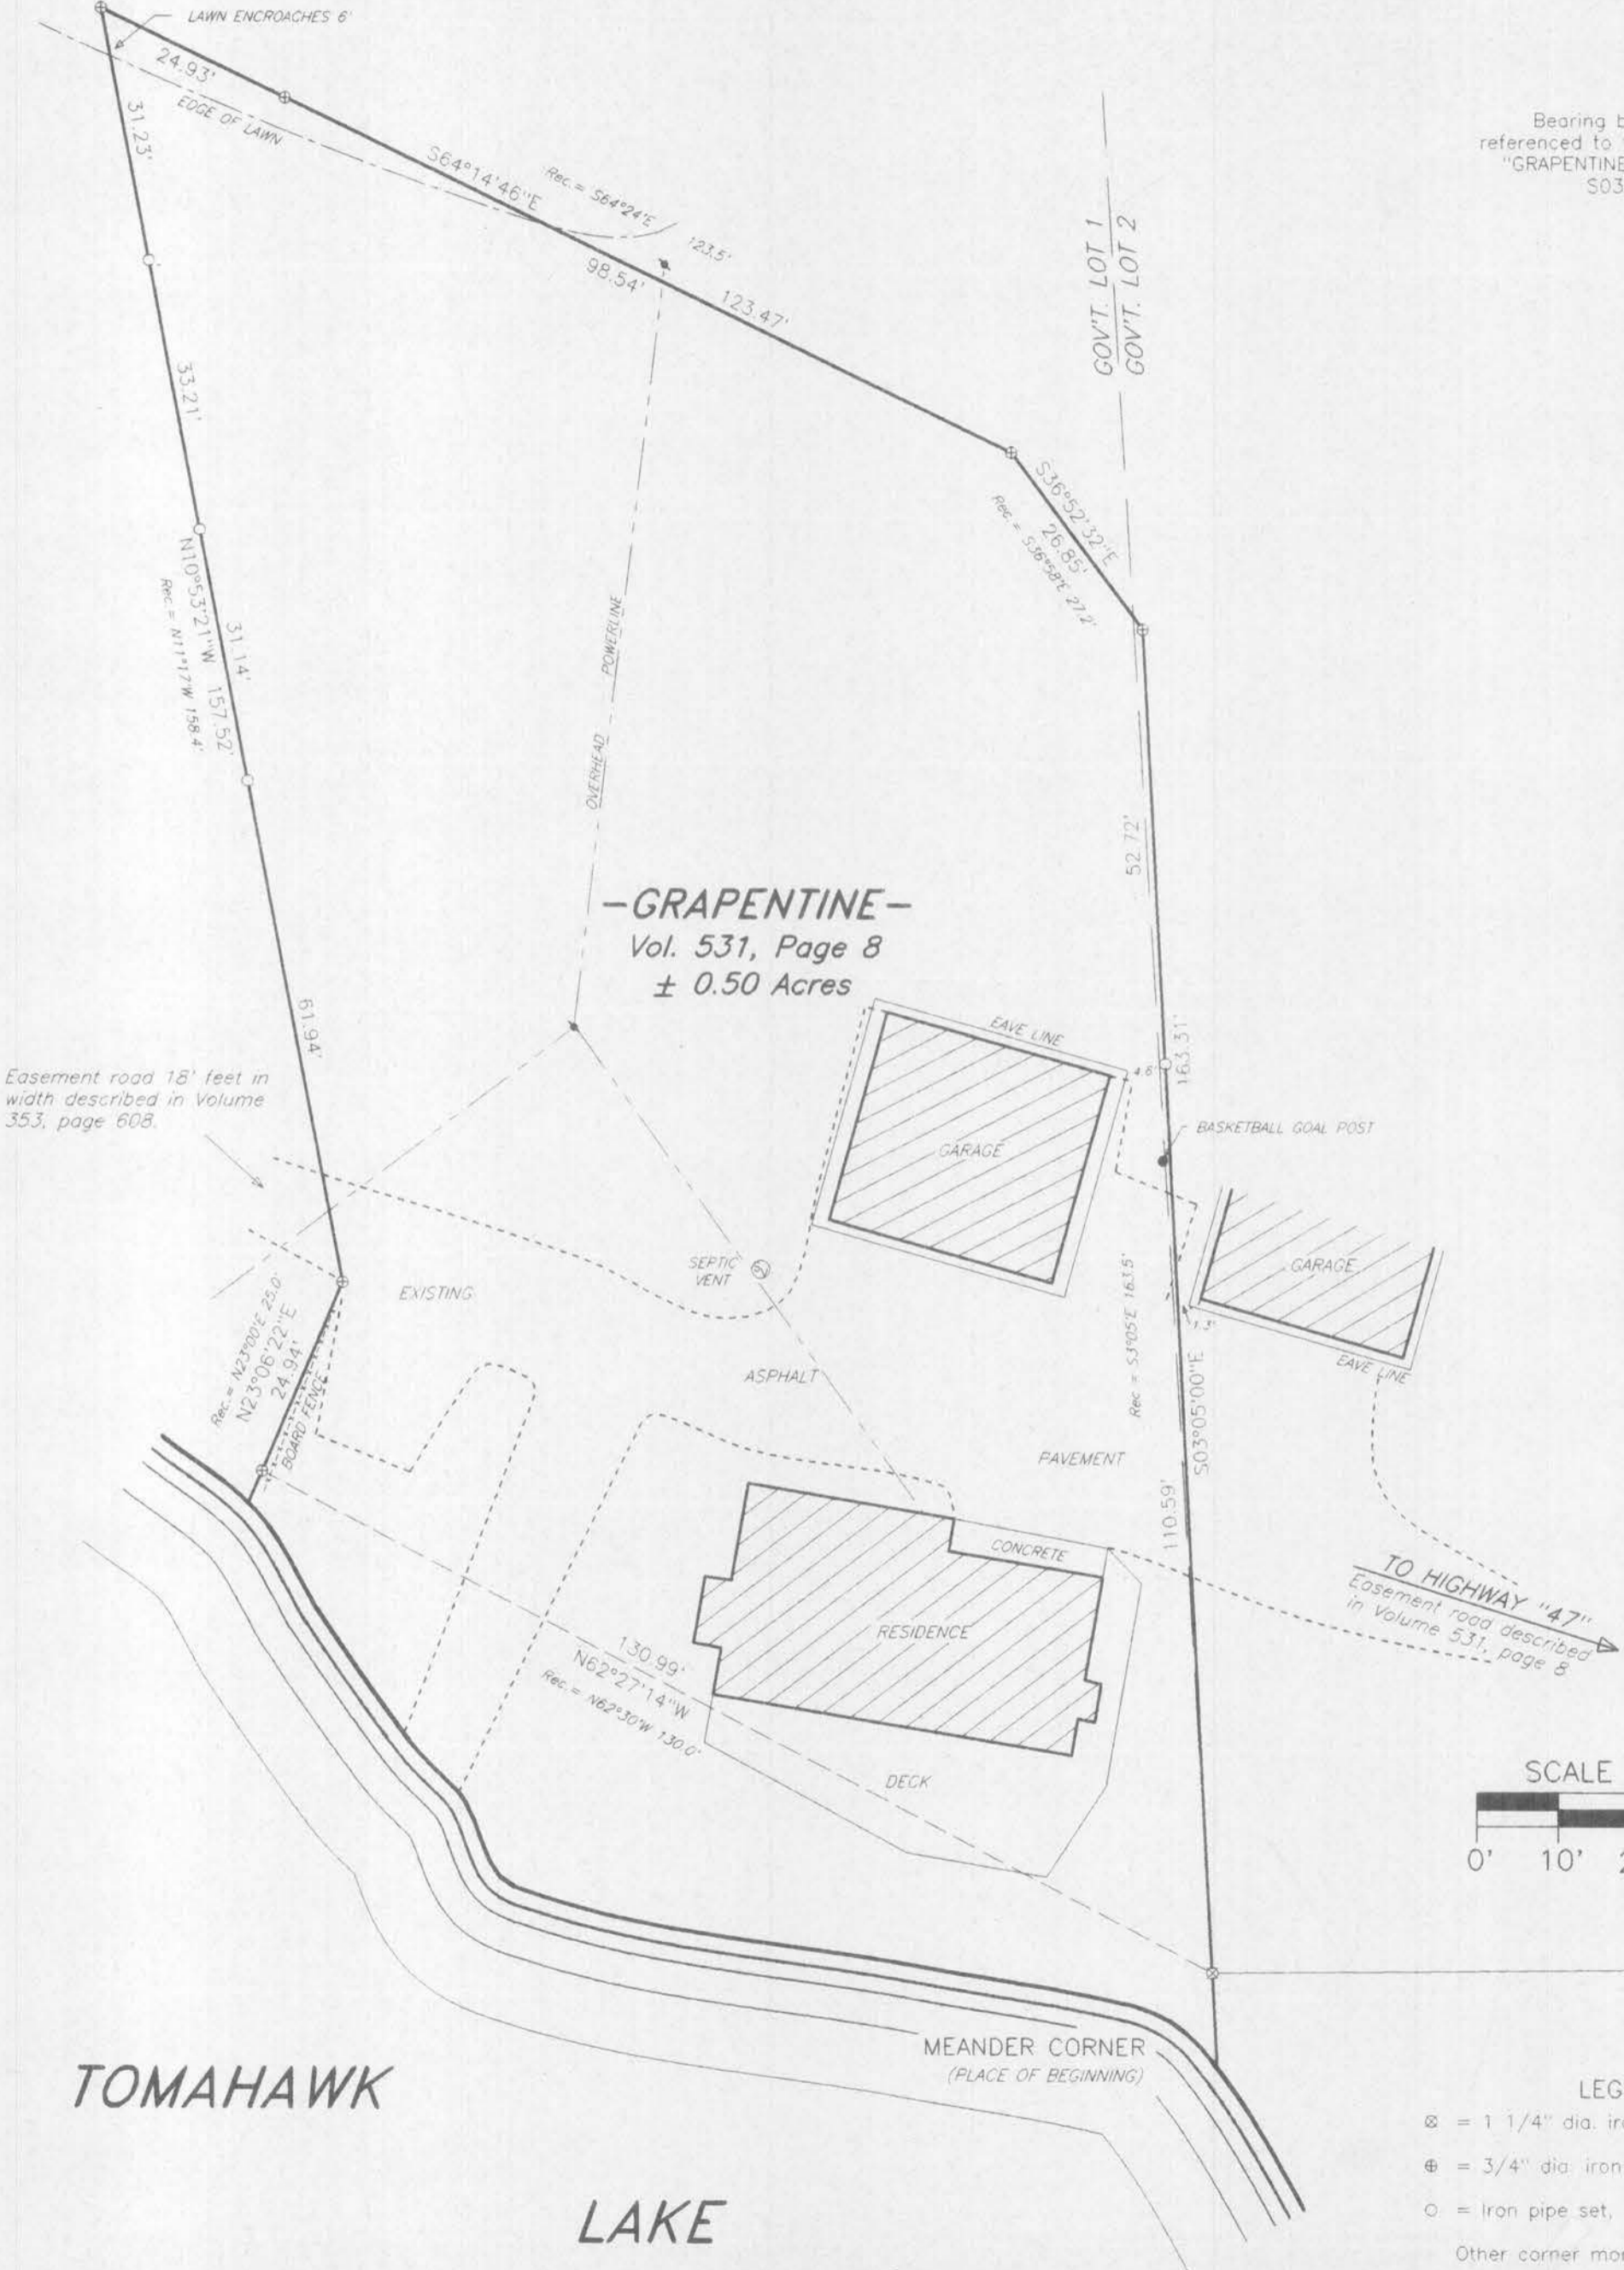 LAWN ENCROACHES 6'
24.93'
EDGE OF LAWN
31.23'
S64°14'46"E
Rec.= S64°24'E
123.5'
98.54'
123.47'
Bearing
referenced to
"GRAPENTINE
S03
GOV'T. LOT 1
GOV'T. LOT 2
33.21'
S36°52'32"E
26.85'
Rec. = S36°58'E 27.2'
N10°53'21"W 157.52'
31.14'
Rec.= N11°17'W 158.4'
OVERHEAD POWERLINE
52.72'
-GRAPENTINE-
Vol. 531, Page 8
± 0.50 Acres
61.94'
EAVE LINE
4.6'
163.31'
GARAGE
BASKETBALL GOAL POST
Easement road 18' feet in
width described in Volume
353, page 608.
SEPTIC
VENT
EXISTING
GARAGE
EAVE LINE
Rec.= N23°00'E 25.0'
N23°06'22"E
24.94'
BOARD FENCE
Rec = S3°05'E 163.5'
S03°05'00"E
ASPHALT
PAVEMENT
110.59'
CONCRETE
TO HIGHWAY "47"
Easement road described
in Volume 531, page 8
RESIDENCE
130.99'
N62°27'14"W
Rec.= N62°30'W 130.0'
DECK
SCALE
0' 10'
MEANDER CORNER
(PLACE OF BEGINNING)
TOMAHAWK
LAKE
LEG
= 1 1/4" dia.
= 3/4" dia iron
= Iron pipe set,
Other corner